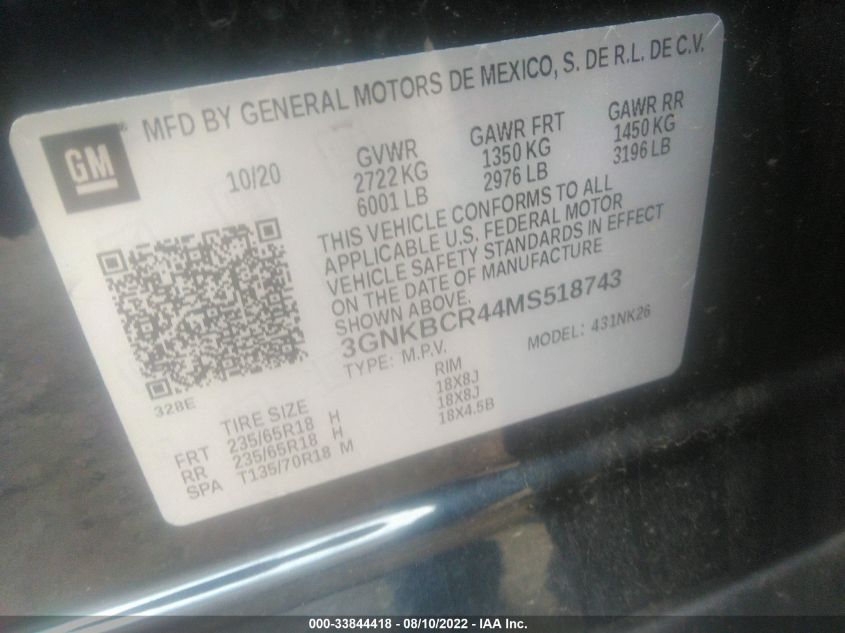 MFD BY GENERAL MOTORS DE MEXICO, S. DE R.L. DE C.V.
GM
10/20
GVWR
2722 KG
6001 LB
GAWR FRT
1350 KG
2976 LB
GAWR RR
1450 KG
3196 LB
THIS VEHICLE CONFORMS TO ALL
APPLICABLE U.S. FEDERAL MOTOR
VEHICLE SAFETY STANDARDS IN EFFECT
ON THE DATE OF MANUFACTURE
SHOWN ABOVE.
3GNKBCR44MS518743
TYPE: M.P.V. MODEL: 431NK26
328E
TIRE SIZE RIM
FRT 235/65R18 H 18X8J
RR 235/65R18 H 18X8J
SPA T135/70R18 M 18X4.5B
000-33844418 - 08/10/2022 - IAA Inc.